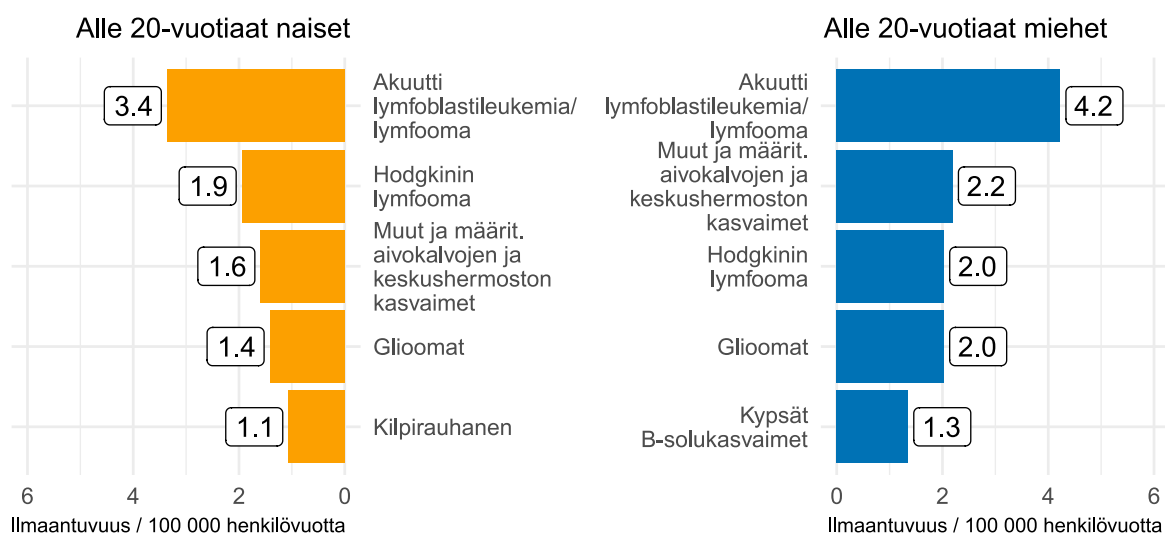 Alle 20-vuotiaat naiset
3.4
Akuutti
lymfoblastileukemia/
lymfooma
1.9
Hodgkinin
lymfooma
1.6
Muut ja määrit.
aivokalvojen ja
keskushermoston
kasvaimet
1.4
Glioomat
1.1
Kilpirauhanen
6 4 2 0
Ilmaantuvuus / 100 000 henkilövuotta
Alle 20-vuotiaat miehet
Akuutti
lymfoblastileukemia/
lymfooma
4.2
Muut ja määrit.
aivokalvojen ja
keskushermoston
kasvaimet
2.2
Hodgkinin
lymfooma
2.0
Glioomat
2.0
Kypsät
B-solukasvaimet
1.3
0 2 4 6
Ilmaantuvuus / 100 000 henkilövuotta